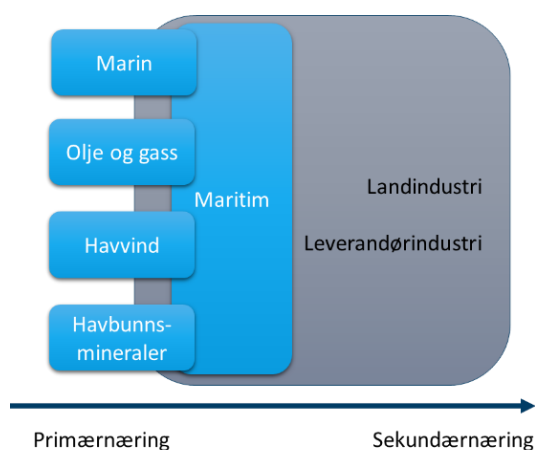 Marin
Olje og gass
Maritim
Havvind
Havbunns-
mineraler
Landindustri
Leverandørindustri
Primærnæring
Sekundærnæring